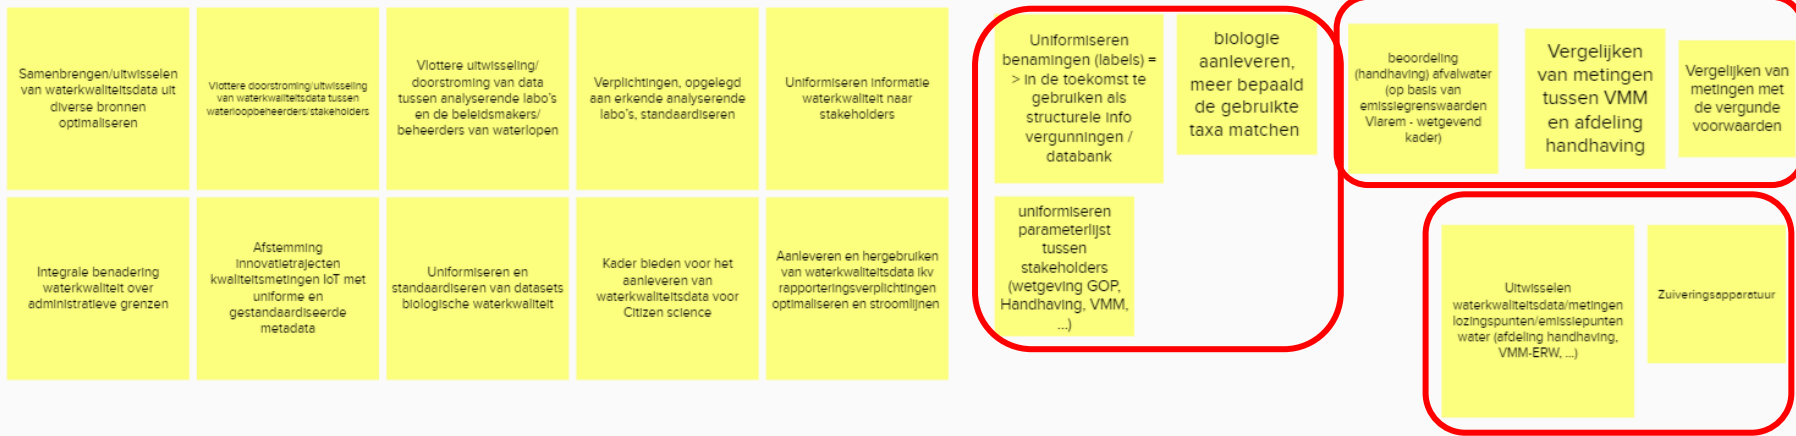 Samenbrengen/uitwisselen
van waterkwaliteitsdata uit
diverse bronnen
optimaliseren
Vlottere doorstroming/uitwisseling
van waterkwaliteitsdata tussen
waterloopbeheerders/stakeholders
Vlottere uitwisseling/
doorstroming van data
tussen analyserende labo's
en de beleidsmakers/
beheerders van waterlopen
Verplichtingen, opgelegd
aan erkende analyserende
labo's, standaardiseren
Uniformiseren informatie
waterkwaliteit naar
stakeholders
Integrale benadering
waterkwaliteit over
administratieve grenzen
Afstemming
innovatietrajecten
kwaliteitsmetingen IoT met
uniforme en
gestandaardiseerde
metadata
Uniformiseren en
standaardiseren van datasets
biologische waterkwaliteit
Kader bieden voor het
aanleveren van
waterkwaliteitsdata voor
Citizen science
Aanleveren en hergebruiken
van waterkwaliteitsdata ikv
rapporteringsverplichtingen
optimaliseren en stroomlijnen
Uniformiseren
benamingen (labels) =
> in de toekomst te
gebruiken als
structurele info
vergunningen /
databank
biologie
aanleveren,
meer bepaald
de gebruikte
taxa matchen
uniformiseren
parameterlijst
tussen
stakeholders
(wetgeving GOP,
Handhaving, VMM,
...)
beoordeling
(handhaving) afvalwater
(op basis van
emissiegrenswaarden
Vlarem - wetgevend
kader)
Vergelijken
van metingen
tussen VMM
en afdeling
handhaving
Vergelijken van
metingen met
de vergunde
voorwaarden
Uitwisselen
waterkwaliteitsdata/metingen
lozingspunten/emissiepunten
water (afdeling handhaving,
VMM-ERW, ...)
Zuiveringsapparatuur